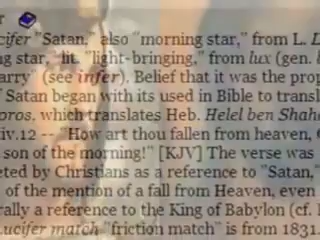 r
cifer "Satan," also "morning star," from L. L
ng star, "lit. "light-bringing," from lux (gen. l
arry" (see infer). Belief that it was the prop
" Satan began with its used in Bible to transl
oros. which translates Heb. Helel ben Shah
iv.12 -- How art thou fallen from heaven, O
son of the morning!" [KJV] The verse was
eted by Christians as a reference to "Satan,"
of the mention of a fall from Heaven, even
rally a reference to the King of Babylon (cf.
Lucifer match "friction match" is from 1831.